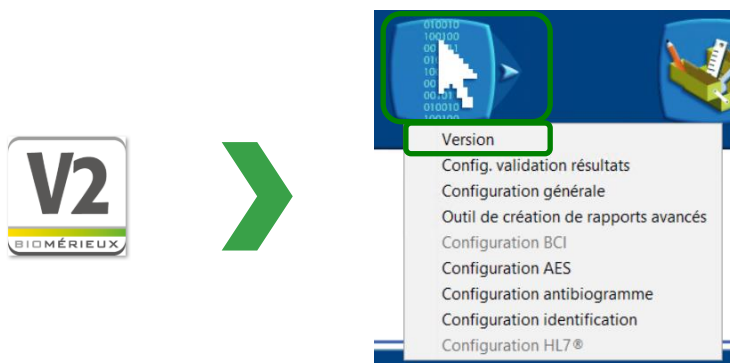 V2
BIOMÉRIEUX
010010
100100
010010
100100
Version
Config. validation résultats
Configuration générale
Outil de création de rapports avancés
Configuration BCI
Configuration AES
Configuration antibiogramme
Configuration identification
Configuration HL7®